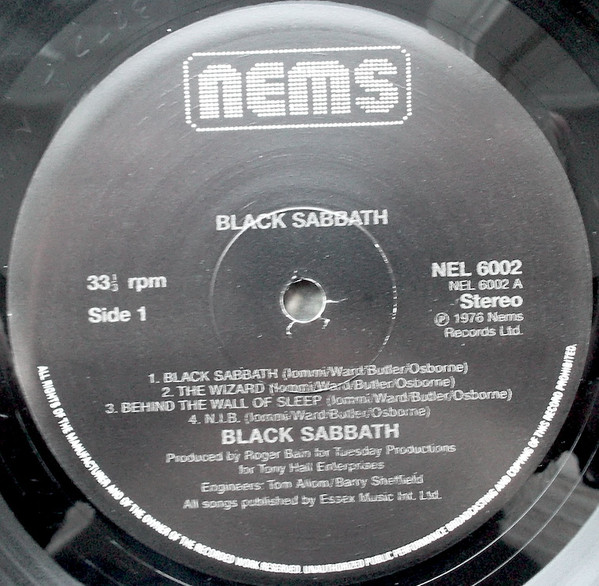 nems
BLACK SABBATH
33⅓ rpm
Side 1
NEL 6002
NEL 6002 A
Stereo
℗ 1976 Nems
Records Ltd.
1. BLACK SABBATH (Iommi/Ward/Butler/Osborne)
2. THE WIZARD (Iommi/Ward/Butler/Osborne)
3. BEHIND THE WALL OF SLEEP (Iommi/Ward/Butler/Osborne)
4. N.I.B. (Iommi/Ward/Butler/Osborne)
BLACK SABBATH
Produced by Roger Bain for Tuesday Productions
for Tony Hall Enterprises
Engineers: Tom Allom/Barry Sheffield
All songs published by Essex Music Int. Ltd.
ALL RIGHTS OF THE MANUFACTURER AND OF THE OWNER OF THE RECORDED WORK RESERVED. UNAUTHORIZED PUBLIC PERFORMANCE, BROADCASTING AND COPYING OF THIS RECORD PROHIBITED.